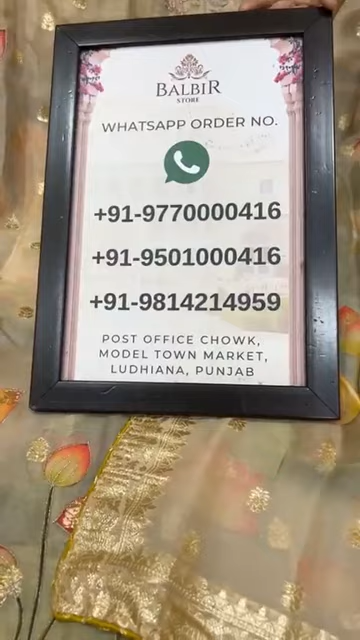 BALBIR
STORE
WHATSAPP ORDER NO.
+91-9770000416
+91-9501000416
+91-9814214959
POST OFFICE CHOWK,
MODEL TOWN MARKET,
LUDHIANA, PUNJAB